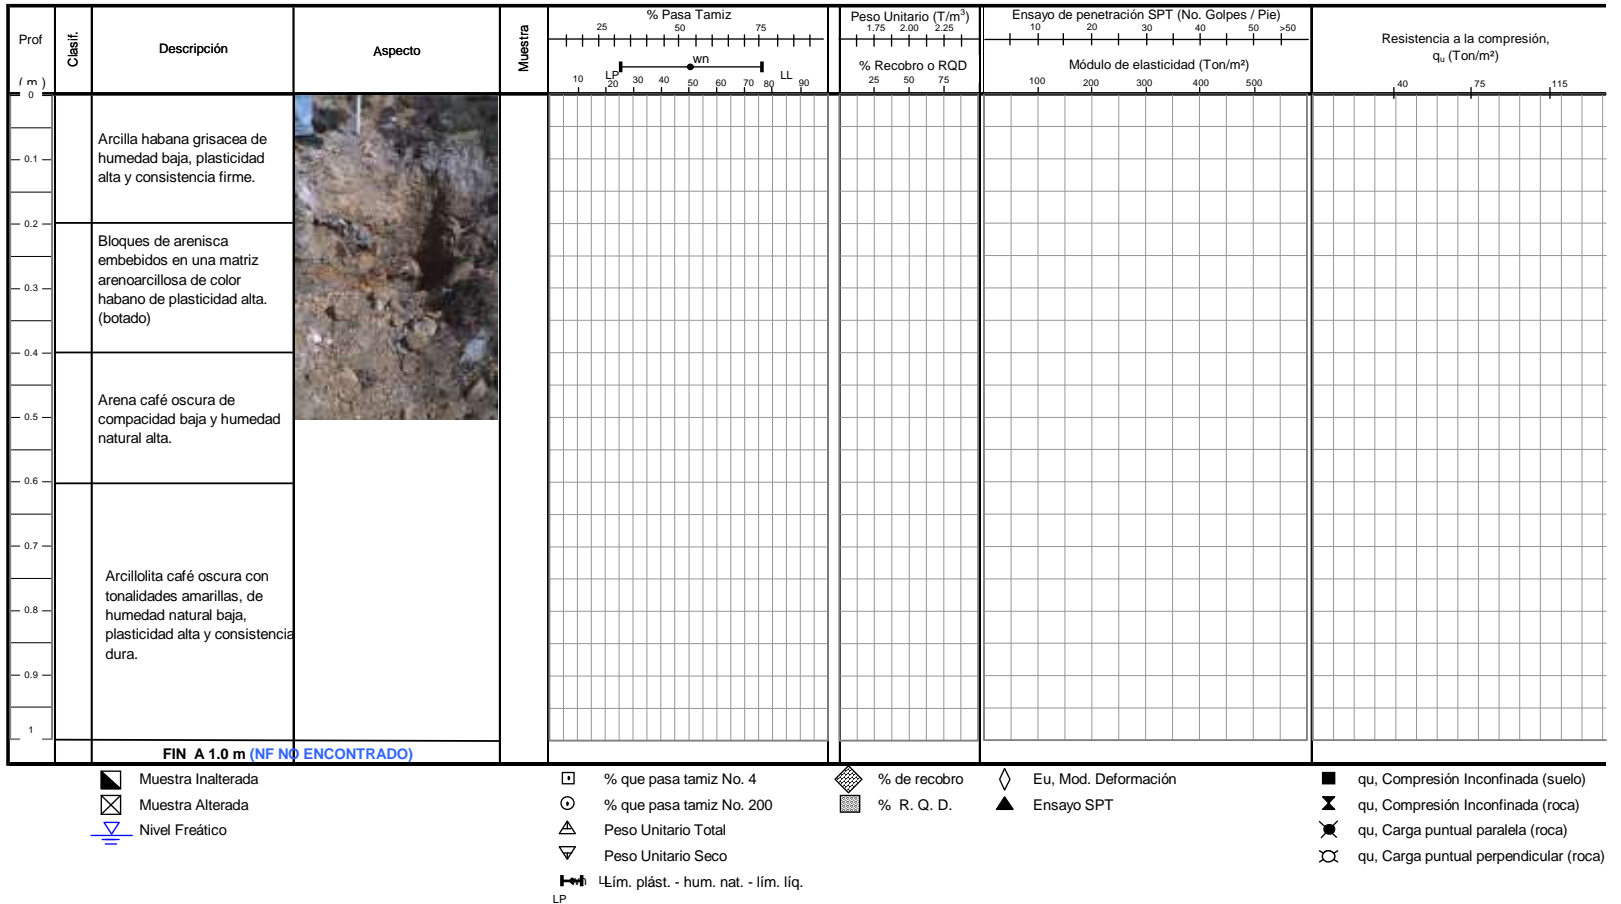 Prof
( m )
Clasif.
Descripción
Aspecto
Muestra
% Pasa Tamiz
25 50 75
wn
LP LL
10 20 30 40 50 60 70 80 90
Peso Unitario (T/m³)
1.75 2.00 2.25
% Recobro o RQD
25 50 75
Ensayo de penetración SPT (No. Golpes / Pie)
10 20 30 40 50 >50
Módulo de elasticidad (Ton/m²)
100 200 300 400 500
Resistencia a la compresión,
qu (Ton/m²)
40 75 115
0
0.1
0.2
0.3
0.4
0.5
0.6
0.7
0.8
0.9
1
Arcilla habana grisacea de
humedad baja, plasticidad
alta y consistencia firme.
Bloques de arenisca
embebidos en una matriz
arenoarcillosa de color
habano de plasticidad alta.
(botado)
Arena café oscura de
compacidad baja y humedad
natural alta.
Arcillolita café oscura con
tonalidades amarillas, de
humedad natural baja,
plasticidad alta y consistencia
dura.
FIN A 1.0 m (NF NO ENCONTRADO)
Muestra Inalterada
Muestra Alterada
Nivel Freático
% que pasa tamiz No. 4
% que pasa tamiz No. 200
Peso Unitario Total
Peso Unitario Seco
wn LL Lím. plást. - hum. nat. - lím. líq.
LP
% de recobro
% R. Q. D.
Eu, Mod. Deformación
Ensayo SPT
qu, Compresión Inconfinada (suelo)
qu, Compresión Inconfinada (roca)
qu, Carga puntual paralela (roca)
qu, Carga puntual perpendicular (roca)